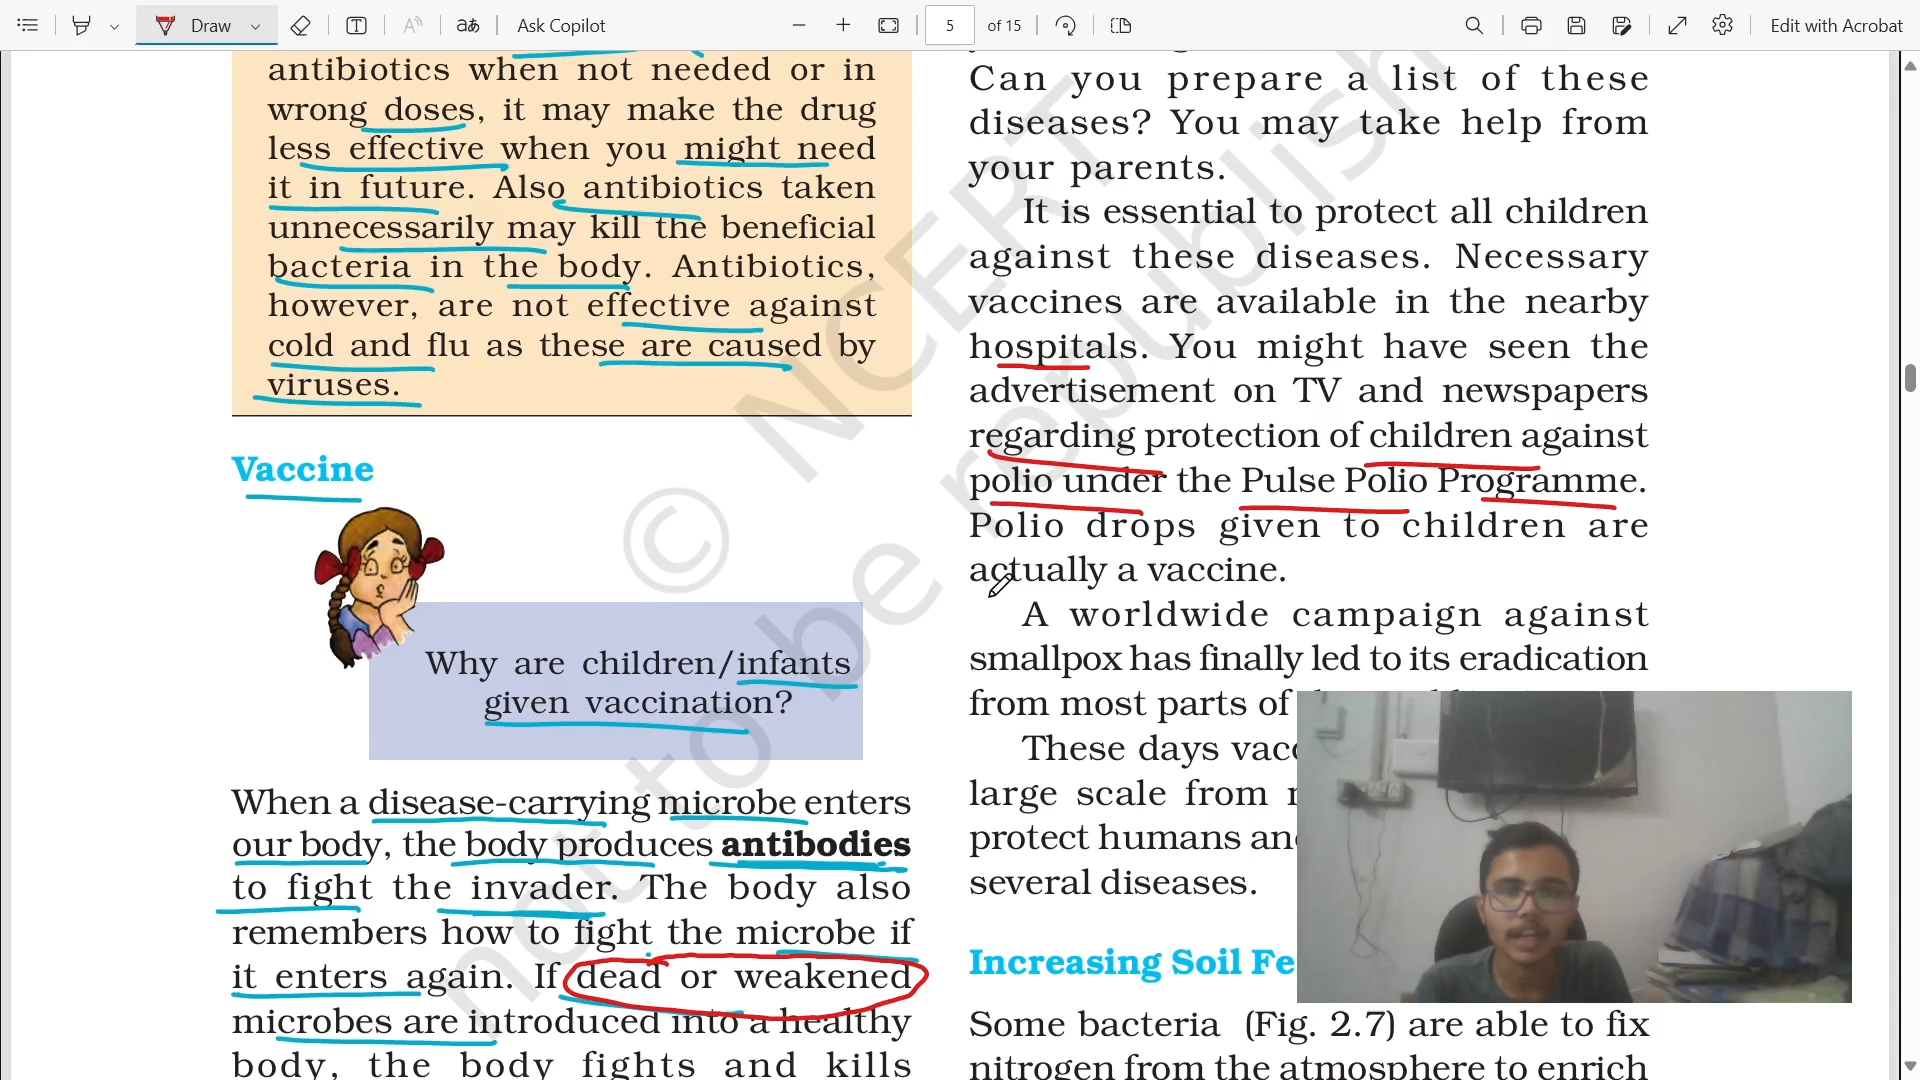 Draw
Ask Copilot
5 of 15
Edit with Acrobat
antibiotics when not needed or in
wrong doses, it may make the drug
less effective when you might need
it in future. Also antibiotics taken
unnecessarily may kill the beneficial
bacteria in the body. Antibiotics,
however, are not effective against
cold and flu as these are caused by
viruses.
Vaccine
Why are children/infants
given vaccination?
When a disease-carrying microbe enters
our body, the body produces antibodies
to fight the invader. The body also
remembers how to fight the microbe if
it enters again. If dead or weakened
microbes are introduced into a healthy
body, the body fights and kills
Can you prepare a list of these
diseases? You may take help from
your parents.
It is essential to protect all children
against these diseases. Necessary
vaccines are available in the nearby
hospitals. You might have seen the
advertisement on TV and newspapers
regarding protection of children against
polio under the Pulse Polio Programme.
Polio drops given to children are
actually a vaccine.
A worldwide campaign against
smallpox has finally led to its eradication
from most parts of
These days vacc
large scale from
protect humans and
several diseases.
Increasing Soil Fe
Some bacteria (Fig. 2.7) are able to fix
nitrogen from the atmosphere to enrich
© NCERT
not to be republish